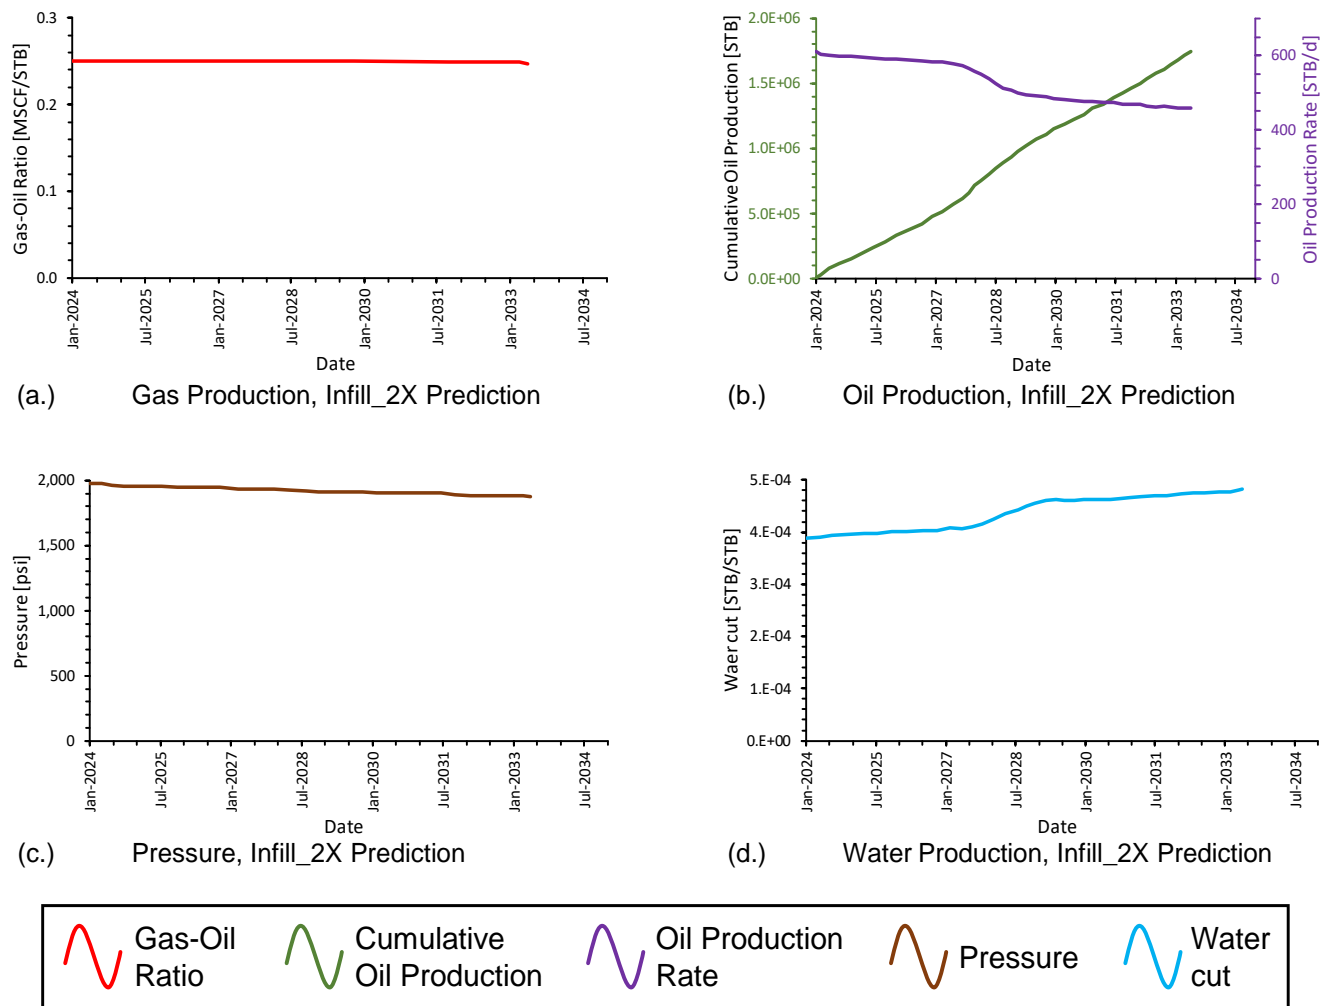 0.3
0.2
0.1
0.0
Gas-Oil Ratio [MSCF/STB]
Jan-2024
Jul-2025
Jan-2027
Jul-2028
Jan-2030
Jul-2031
Jan-2033
Jul-2034
Date
(a.) Gas Production, Infill_2X Prediction
2.0E+06
1.5E+06
1.0E+06
5.0E+05
0.0E+00
Cumulative Oil Production [STB]
600
400
200
0
Oil Production Rate [STB/d]
Jan-2024
Jul-2025
Jan-2027
Jul-2028
Jan-2030
Jul-2031
Jan-2033
Jul-2034
Date
(b.) Oil Production, Infill_2X Prediction
2,000
1,500
1,000
500
0
Pressure [psi]
Jan-2024
Jul-2025
Jan-2027
Jul-2028
Jan-2030
Jul-2031
Jan-2033
Jul-2034
Date
(c.) Pressure, Infill_2X Prediction
5.E-04
4.E-04
3.E-04
2.E-04
1.E-04
0.E+00
Waer cut [STB/STB]
Jan-2024
Jul-2025
Jan-2027
Jul-2028
Jan-2030
Jul-2031
Jan-2033
Jul-2034
Date
(d.) Water Production, Infill_2X Prediction
Gas-Oil
Ratio
Cumulative
Oil Production
Oil Production
Rate
Pressure
Water
cut